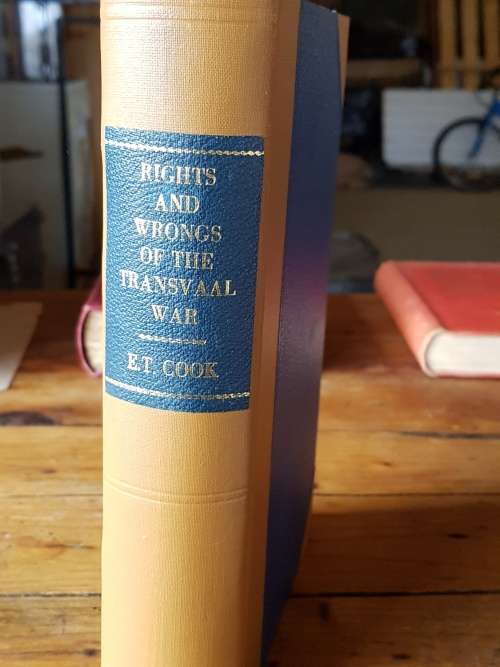 RIGHTS
AND
WRONGS
OF THE
TRANSVAAL
WAR
E.T. COOK